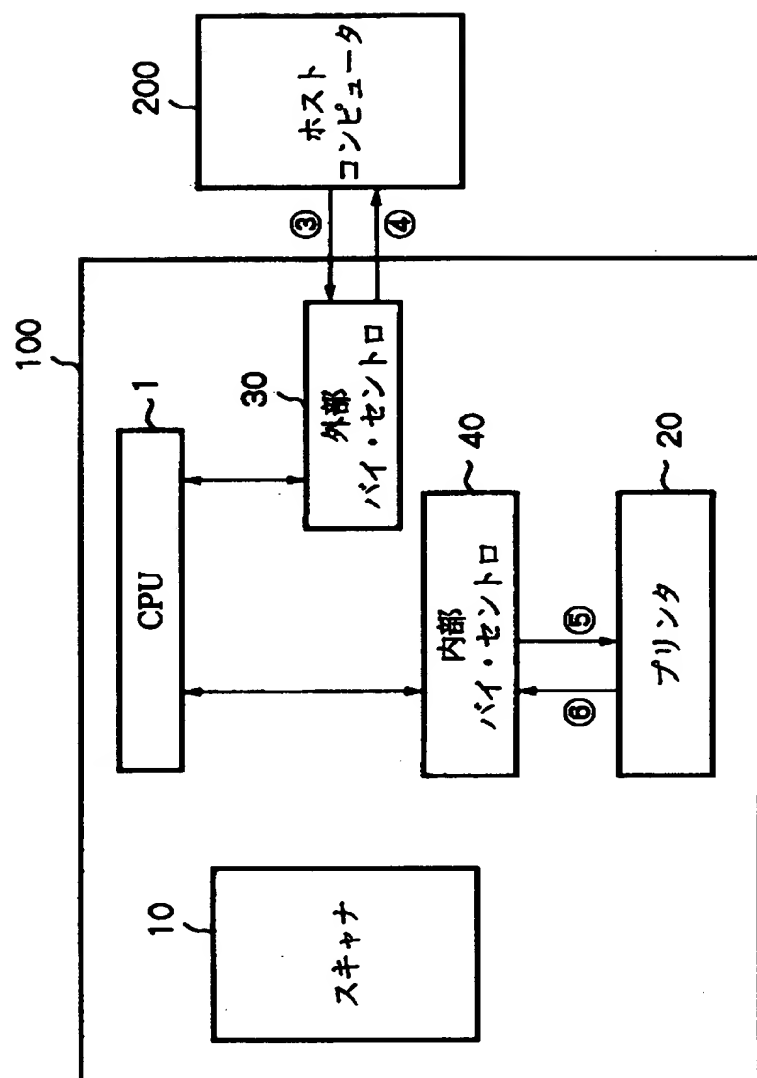 100
1
CPU
10
スキャナ
200
ホスト
コンピュータ
30
外部
バイ・セントロ
③
④
40
内部
バイ・セントロ
⑥
⑤
20
プリンタ